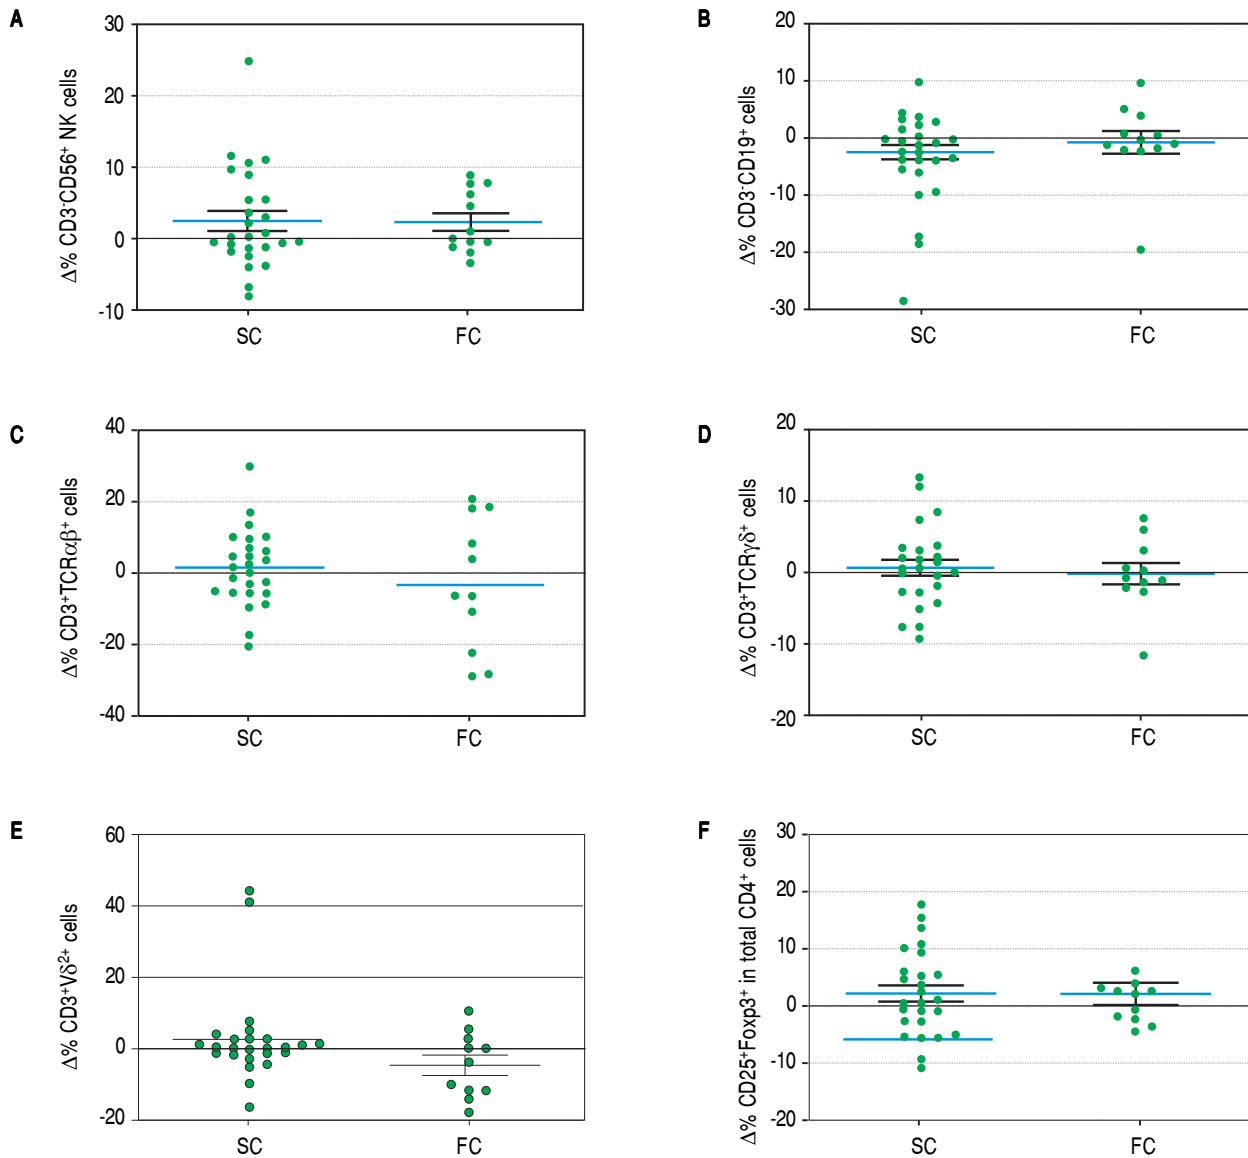 A
Δ% CD3-CD56+ NK cells
30
20
10
0
-10
SC FC
B
Δ% CD3-CD19+ cells
20
10
0
-10
-20
-30
SC FC
C
Δ% CD3+TCRαβ+ cells
40
20
0
-20
-40
SC FC
D
Δ% CD3+TCRγδ+ cells
20
10
0
-10
-20
SC FC
E
Δ% CD3+Vδ2+ cells
60
40
20
0
-20
SC FC
F
Δ% CD25+Foxp3+ in total CD4+ cells
30
20
10
0
-10
-20
SC FC